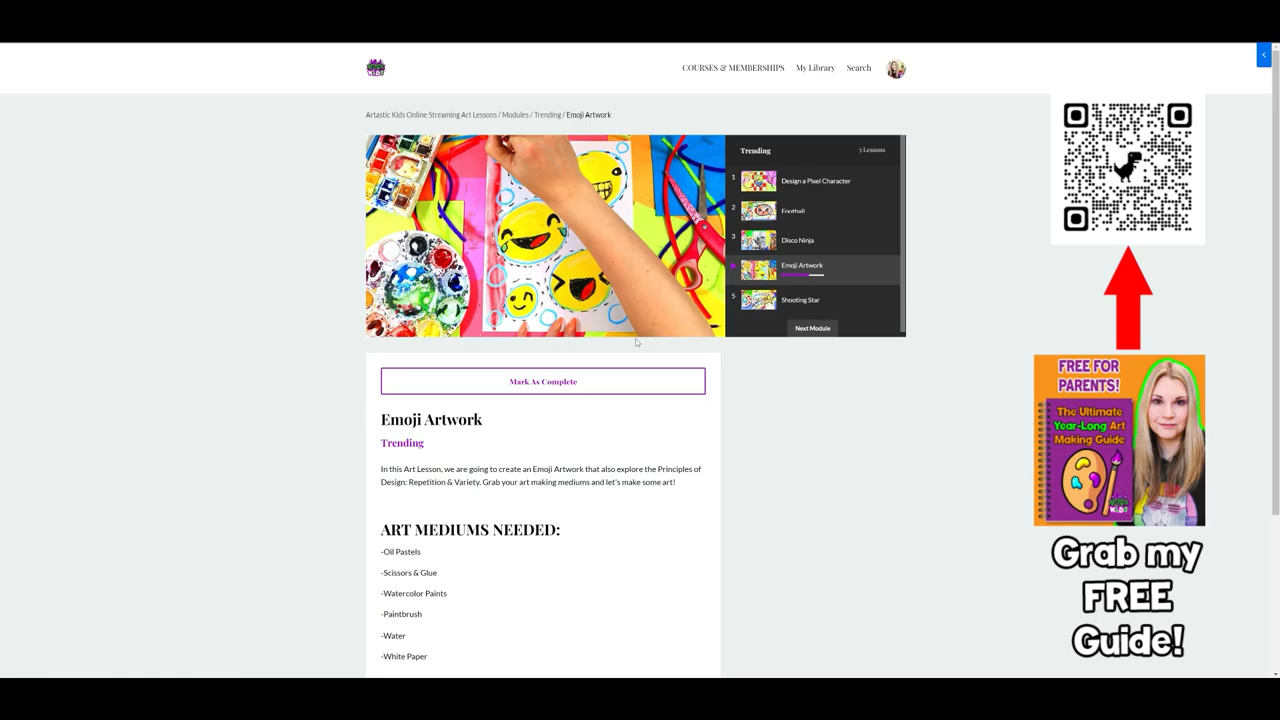 COURSES & MEMBERSHIPS My Library Search
Artastic Kids Online Streaming Art Lessons / Modules / Trending / Emoji Artwork
Trending 5 Lessons
1 Design a Pixel Character
2 Football
3 Disco Ninja
Emoji Artwork
5 Shooting Star
Next Module
Mark As Complete
Emoji Artwork
Trending
In this Art Lesson, we are going to create an Emoji Artwork that also explore the Principles of
Design: Repetition & Variety. Grab your art making mediums and let's make some art!
ART MEDIUMS NEEDED:
-Oil Pastels
-Scissors & Glue
-Watercolor Paints
-Paintbrush
-Water
-White Paper
FREE FOR
PARENTS!
The Ultimate
Year-Long Art
Making Guide
Grab my
FREE
Guide!